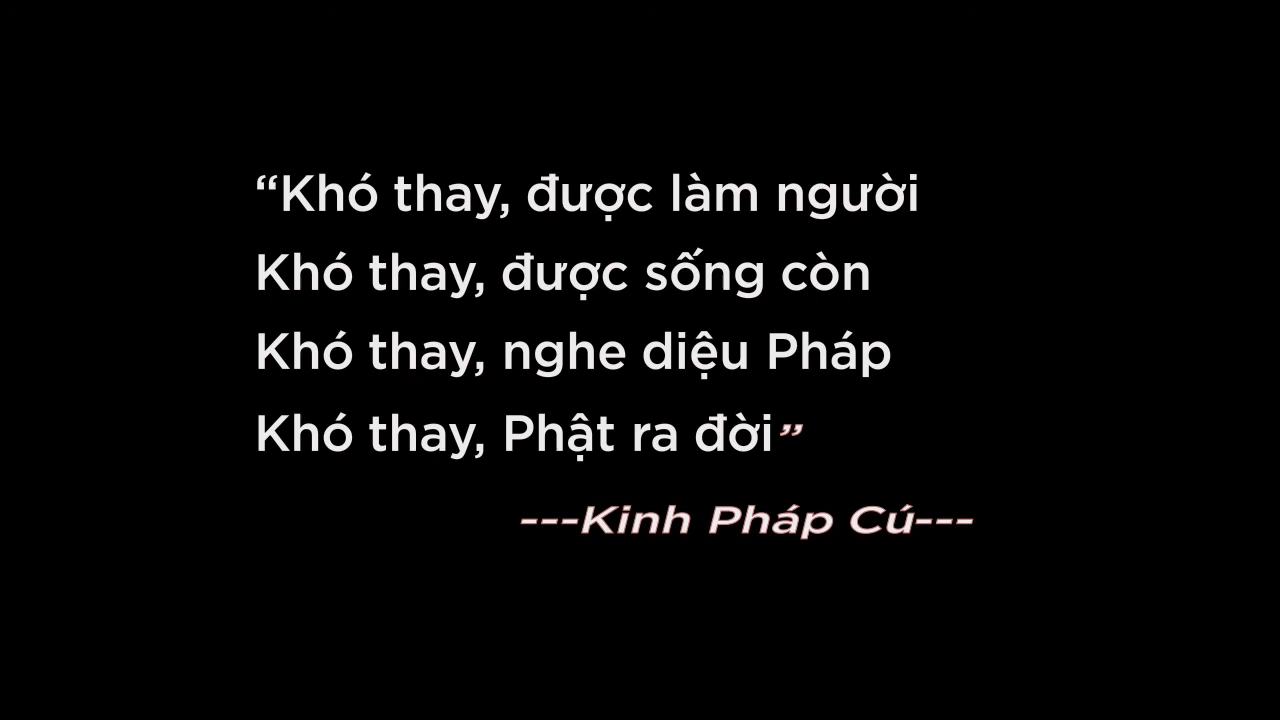 “Khó thay, được làm người
Khó thay, được sống còn
Khó thay, nghe diệu Pháp
Khó thay, Phật ra đời”
---Kinh Pháp Cú---